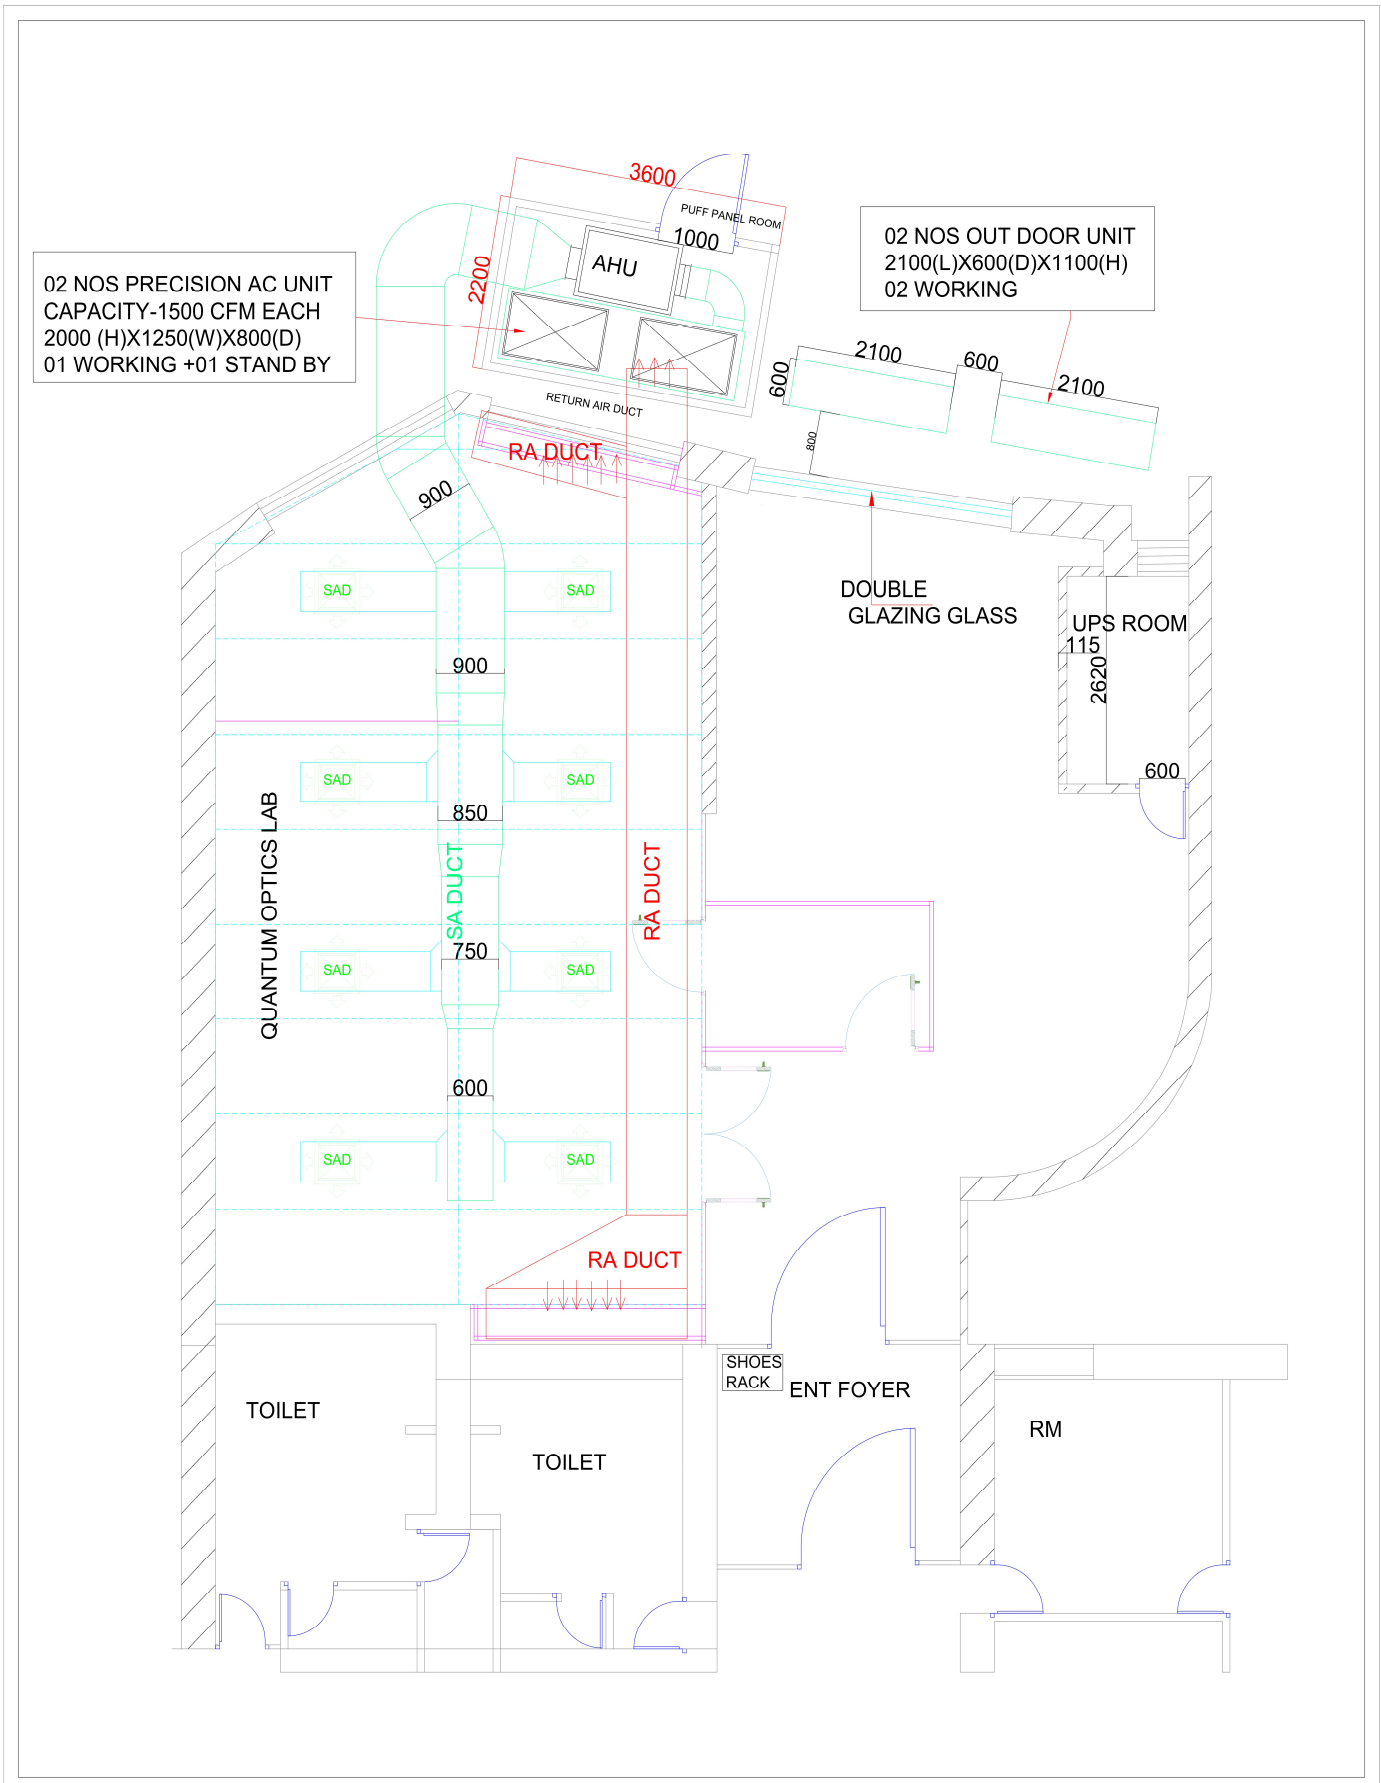 3600
PUFF PANEL ROOM
1000
2200
AHU
02 NOS PRECISION AC UNIT
CAPACITY-1500 CFM EACH
2000 (H)X1250(W)X800(D)
01 WORKING +01 STAND BY
02 NOS OUT DOOR UNIT
2100(L)X600(D)X1100(H)
02 WORKING
2100
600
2100
600
800
RETURN AIR DUCT
RA DUCT
900
SAD
SAD
DOUBLE
GLAZING GLASS
UPS ROOM
115
2620
600
900
SAD
SAD
850
QUANTUM OPTICS LAB
SA DUCT
RA DUCT
750
SAD
SAD
600
SAD
SAD
RA DUCT
SHOES
RACK
ENT FOYER
TOILET
TOILET
RM